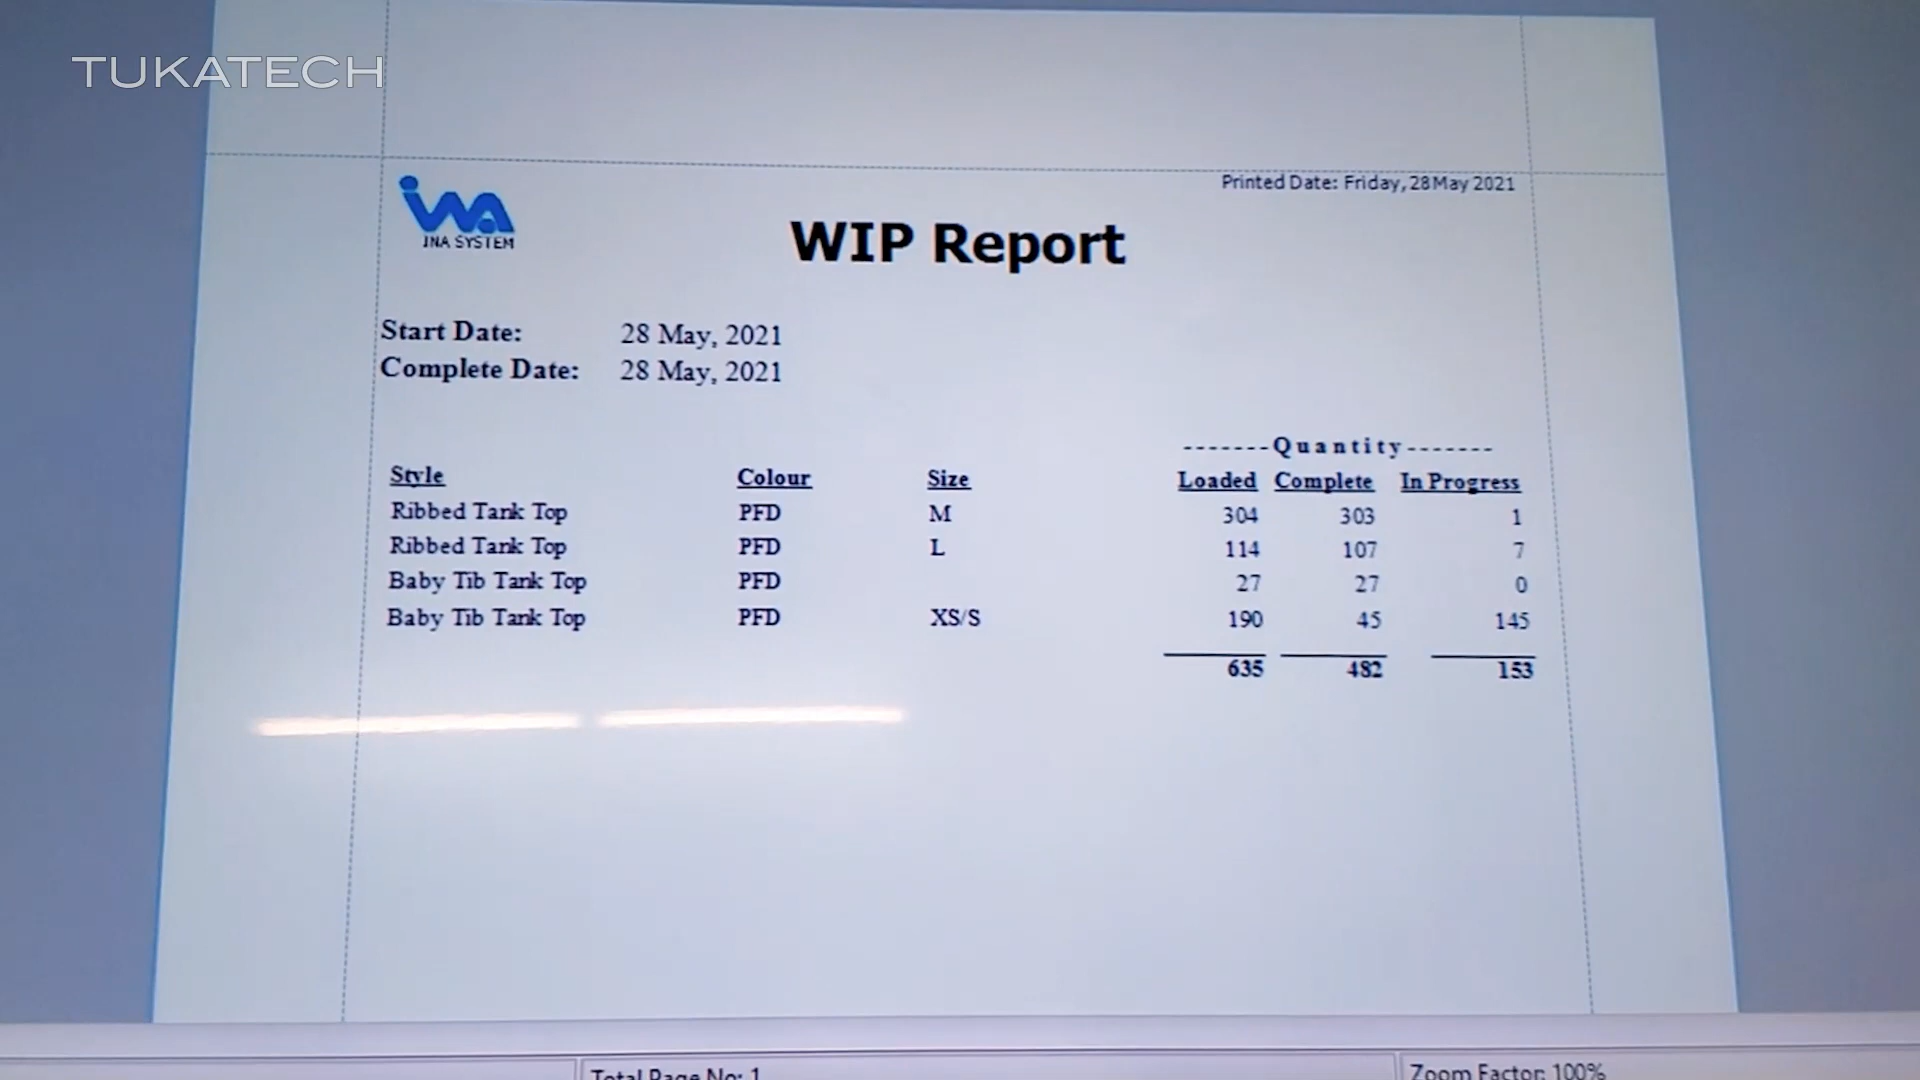 TUKATECH
Printed Date: Friday, 28 May 2021
INA SYSTEM
WIP Report
Start Date: 28 May, 2021
Complete Date: 28 May, 2021
-------Quantity-------
Style Colour Size Loaded Complete In Progress
Ribbed Tank Top PFD M 304 303 1
Ribbed Tank Top PFD L 114 107 7
Baby Tib Tank Top PFD 27 27 0
Baby Tib Tank Top PFD XS/S 190 45 145
635 482 153
Total Page No: 1 Zoom Factor: 100%